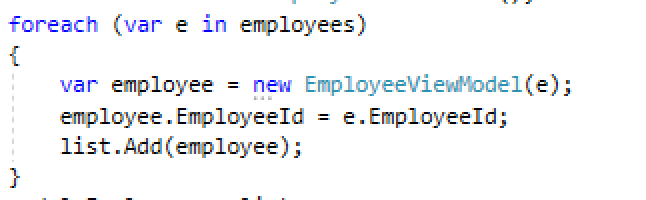 foreach (var e in employees)
{
var employee = new EmployeeViewModel(e);
employee.EmployeeId = e.EmployeeId;
list.Add(employee);
}